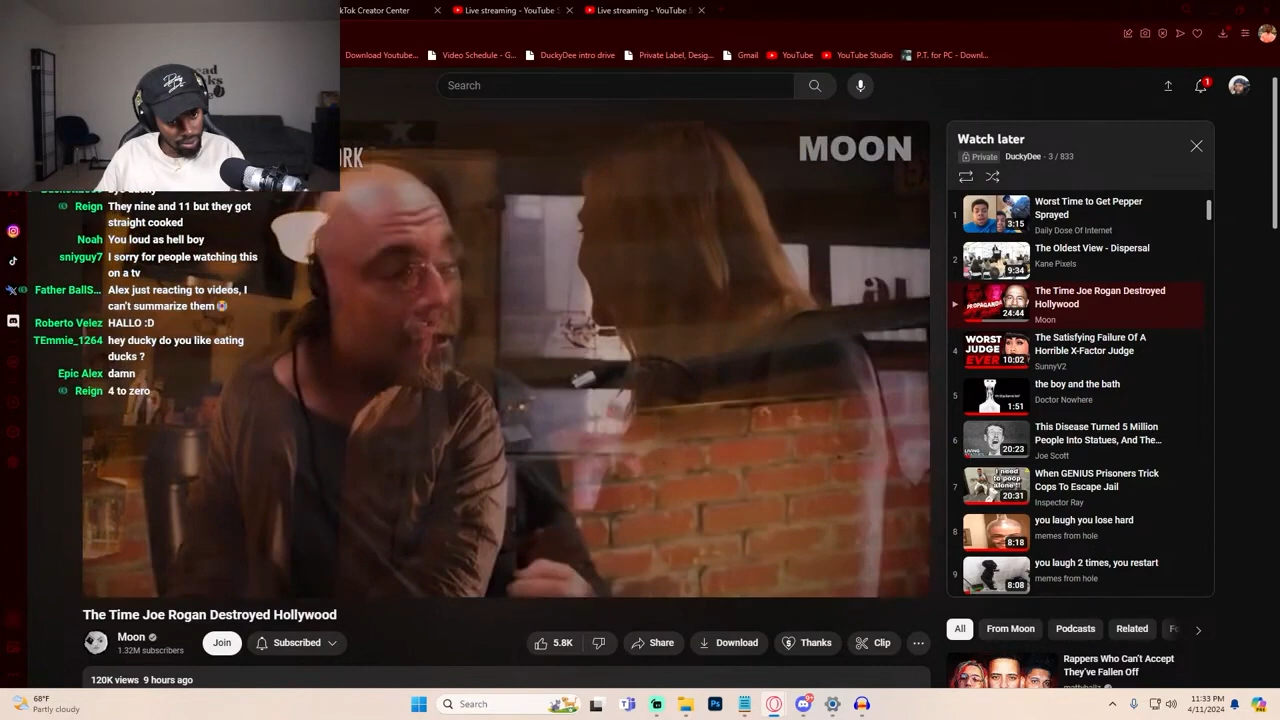 kTok Creator Center
Live streaming - YouTube S
Live streaming - YouTube S
Download Youtube...
Video Schedule - G...
DuckyDee intro drive
Private Label, Desig...
Gmail
YouTube
YouTube Studio
P.T. for PC - Downl...
Search
1
ORK
MOON
Reign They nine and 11 but they got
straight cooked
Noah You loud as hell boy
sniyguy7 I sorry for people watching this
on a tv
Father BallS... Alex just reacting to videos, I
can't summarize them
Roberto Velez HALLO :D
TEmmie_1264 hey ducky do you like eating
ducks ?
Epic Alex damn
Reign 4 to zero
Watch later
Private DuckyDee - 3 / 833
1
3:15
Worst Time to Get Pepper
Sprayed
Daily Dose Of Internet
2
9:34
The Oldest View - Dispersal
Kane Pixels
PROPAGANDA
24:44
The Time Joe Rogan Destroyed
Hollywood
Moon
4
WORST
JUDGE
EVER
10:02
The Satisfying Failure Of A
Horrible X-Factor Judge
SunnyV2
5
1:51
the boy and the bath
Doctor Nowhere
6
20:23
This Disease Turned 5 Million
People Into Statues, And The...
Joe Scott
7
I need
to poop
alone!!
20:31
When GENIUS Prisoners Trick
Cops To Escape Jail
Inspector Ray
8
8:18
you laugh you lose hard
memes from hole
9
8:08
you laugh 2 times, you restart
memes from hole
The Time Joe Rogan Destroyed Hollywood
Moon
1.32M subscribers
Join
Subscribed
5.8K
Share
Download
Thanks
Clip
120K views 9 hours ago
All
From Moon
Podcasts
Related
Rappers Who Can't Accept
They've Fallen Off
68°F
Partly cloudy
Search
11:33 PM
4/11/2024